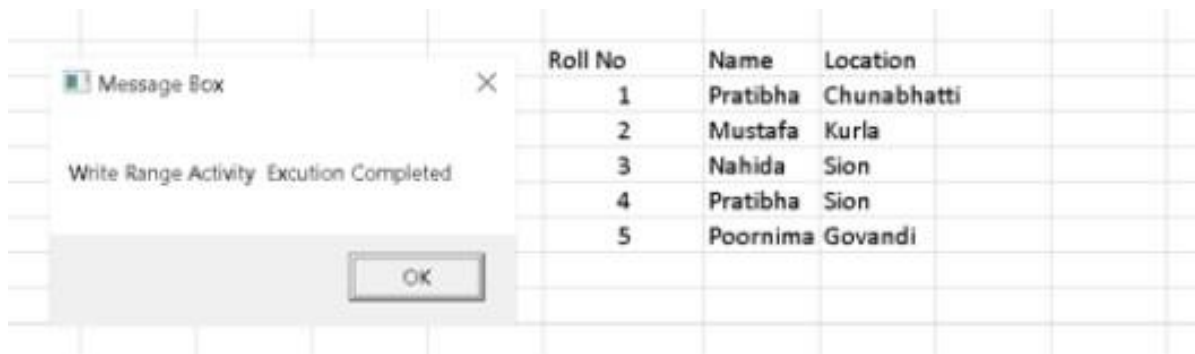 Message Box
Write Range Activity Excution Completed
OK
Roll No Name Location
1 Pratibha Chunabhatti
2 Mustafa Kurla
3 Nahida Sion
4 Pratibha Sion
5 Poornima Govandi